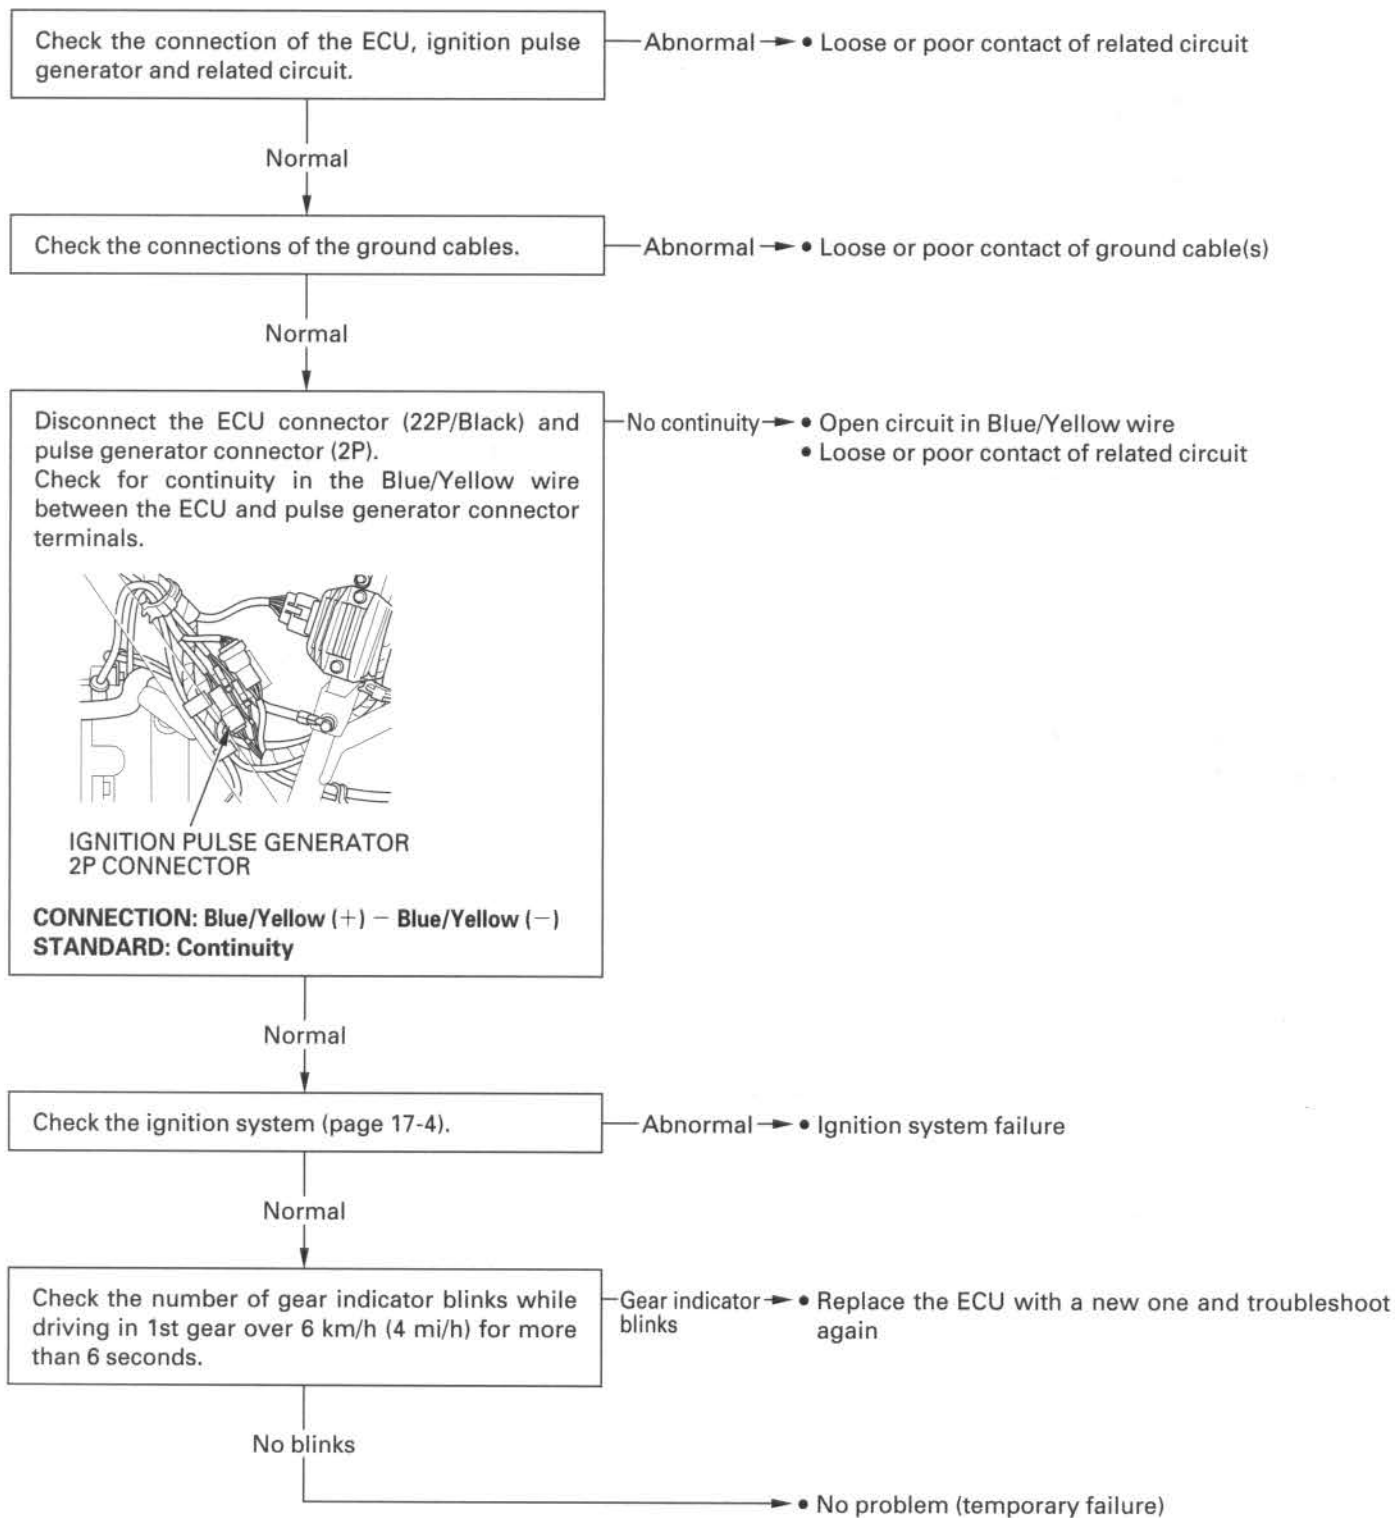 Check the connection of the ECU, ignition pulse
generator and related circuit.
Abnormal
• Loose or poor contact of related circuit
Normal
Check the connections of the ground cables.
Abnormal
• Loose or poor contact of ground cable(s)
Normal
Disconnect the ECU connector (22P/Black) and
pulse generator connector (2P).
Check for continuity in the Blue/Yellow wire
between the ECU and pulse generator connector
terminals.
No continuity
• Open circuit in Blue/Yellow wire
• Loose or poor contact of related circuit
IGNITION PULSE GENERATOR
2P CONNECTOR
CONNECTION: Blue/Yellow (+) – Blue/Yellow (–)
STANDARD: Continuity
Normal
Check the ignition system (page 17-4).
Abnormal
• Ignition system failure
Normal
Check the number of gear indicator blinks while
driving in 1st gear over 6 km/h (4 mi/h) for more
than 6 seconds.
Gear indicator
blinks
• Replace the ECU with a new one and troubleshoot
again
No blinks
• No problem (temporary failure)